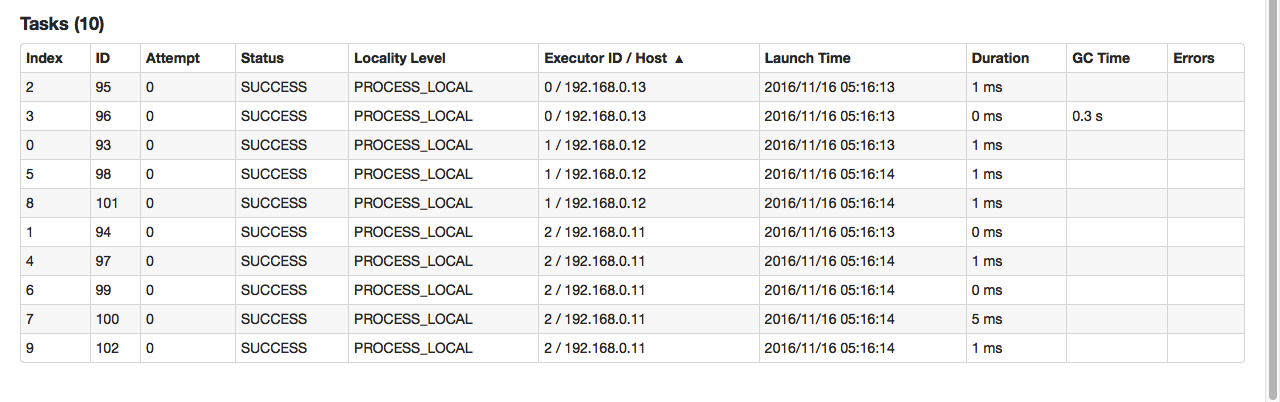 Tasks (10)
Index ID Attempt Status Locality Level Executor ID / Host ▲ Launch Time Duration GC Time Errors
2 95 0 SUCCESS PROCESS_LOCAL 0 / 192.168.0.13 2016/11/16 05:16:13 1 ms
3 96 0 SUCCESS PROCESS_LOCAL 0 / 192.168.0.13 2016/11/16 05:16:13 0 ms 0.3 s
0 93 0 SUCCESS PROCESS_LOCAL 1 / 192.168.0.12 2016/11/16 05:16:13 1 ms
5 98 0 SUCCESS PROCESS_LOCAL 1 / 192.168.0.12 2016/11/16 05:16:14 1 ms
8 101 0 SUCCESS PROCESS_LOCAL 1 / 192.168.0.12 2016/11/16 05:16:14 1 ms
1 94 0 SUCCESS PROCESS_LOCAL 2 / 192.168.0.11 2016/11/16 05:16:13 0 ms
4 97 0 SUCCESS PROCESS_LOCAL 2 / 192.168.0.11 2016/11/16 05:16:14 1 ms
6 99 0 SUCCESS PROCESS_LOCAL 2 / 192.168.0.11 2016/11/16 05:16:14 0 ms
7 100 0 SUCCESS PROCESS_LOCAL 2 / 192.168.0.11 2016/11/16 05:16:14 5 ms
9 102 0 SUCCESS PROCESS_LOCAL 2 / 192.168.0.11 2016/11/16 05:16:14 1 ms